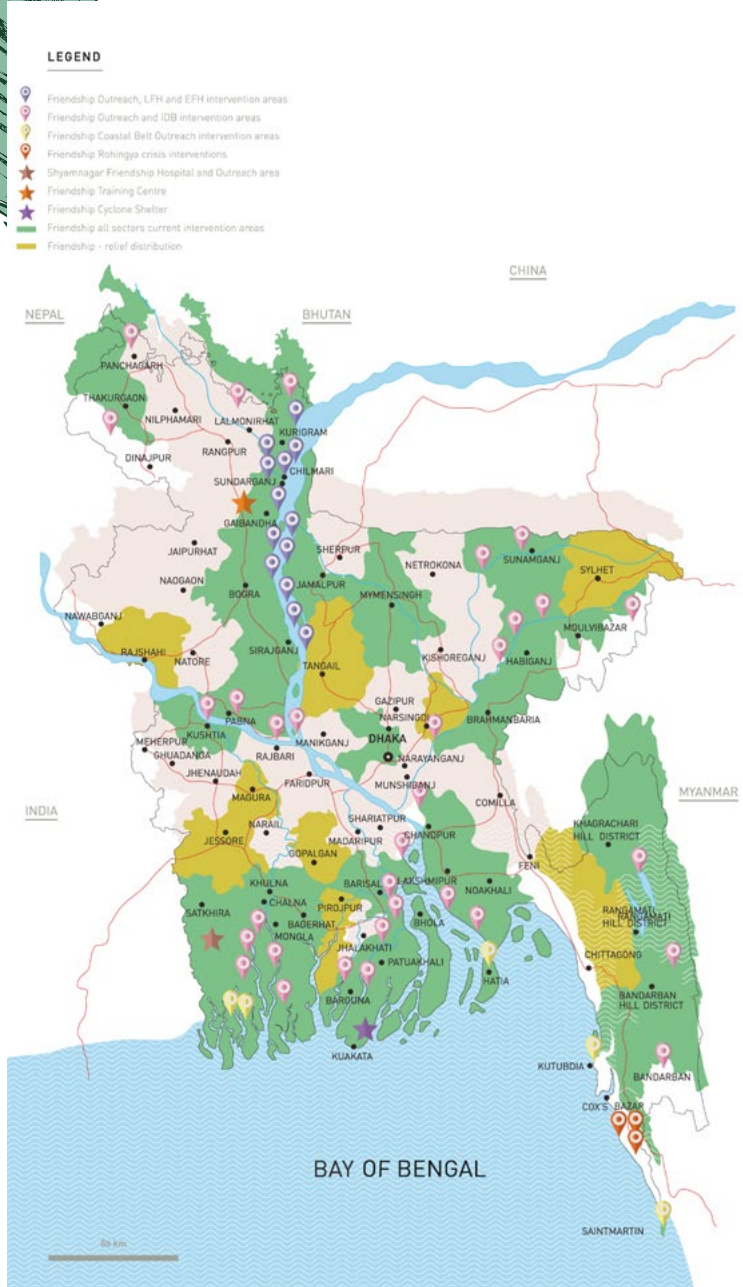 LEGEND
Friendship Outreach, LFH and EFH intervention areas
Friendship Outreach and IDB intervention areas
Friendship Coastal Belt Outreach intervention areas
Friendship Rohingya crisis interventions
Shyamnagar Friendship Hospital and Outreach area
Friendship Training Centre
Friendship Cyclone Shelter
Friendship all sectors current intervention areas
Friendship - relief distribution
CHINA
NEPAL
BHUTAN
PANCHAGARH
THAKURGAON
NILPHAMARI
LALMONIRHAT
KURIGRAM
RANGPUR
DINAJPUR
CHILMARI
SUNDARGANJ
GAIBANDHA
JAIPURHAT
SHERPUR
SUNAMGANJ
NETROKONA
SYLHET
NAOGAON
BOGRA
JAMALPUR
MYMENSINGH
NAWABGANJ
MOULVIBAZAR
RAJSHAHI
NATORE
SIRAJGANJ
TANGAIL
KISHOREGANJ
HABIGANJ
GAZIPUR
PABNA
NARSINGDI
BRAHMANBARIA
KUSHTIA
MANIKGANJ
DHAKA
MEHERPUR
RAJBARI
NARAYANGANJ
GHUADANGA
JHENAUDAH
FARIDPUR
MUNSHIGANJ
MYANMAR
MAGURA
COMILLA
INDIA
NARAIL
SHARIATPUR
KHAGRACHARI
HILL DISTRICT
JESSORE
MADARIPUR
CHANDPUR
GOPALGAN
FENI
KHULNA
BARISAL
LAKSHMIPUR
NOAKHALI
CHALNA
SATKHIRA
PIROJPUR
BAGERHAT
BHOLA
RANGAMATI
RANGAMATI
HILL DISTRICT
MONGLA
JHALAKHATI
PATUAKHALI
CHITTAGONG
HATIA
BARGUNA
BANDARBAN
HILL DISTRICT
KUAKATA
KUTUBDIA
BANDARBAN
COX'S BAZAR
BAY OF BENGAL
SAINTMARTIN
86 km